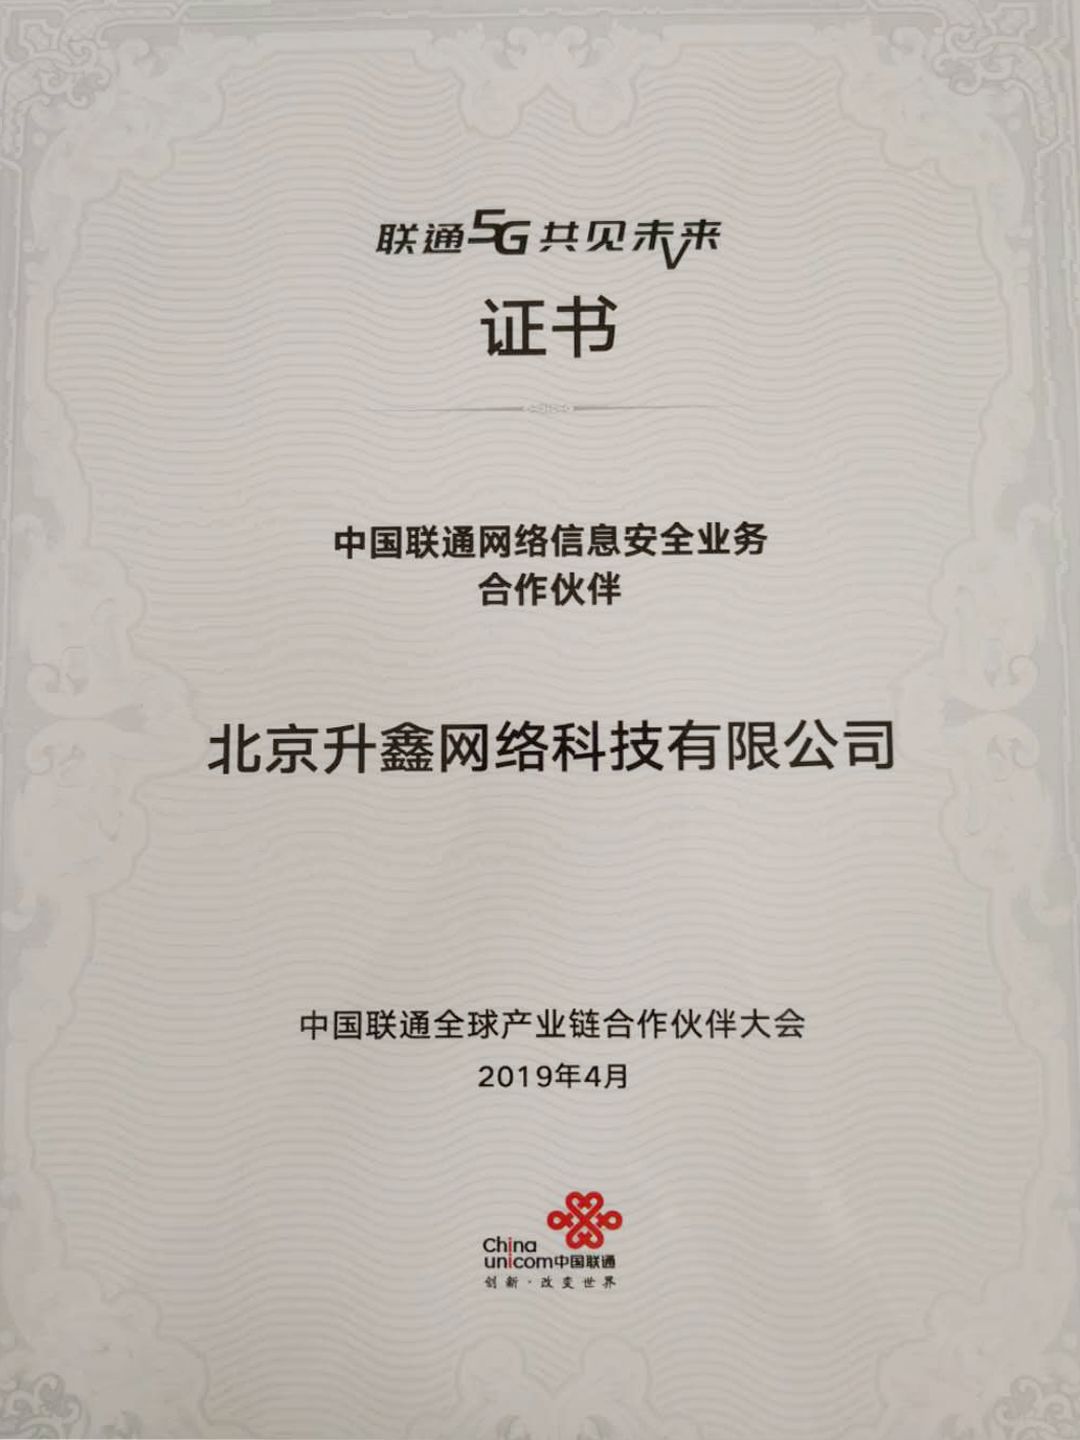 联通5G共见未来
证书
中国联通网络信息安全业务
合作伙伴
北京升鑫网络科技有限公司
中国联通全球产业链合作伙伴大会
2019年4月
China
unicom中国联通
创新·改变世界